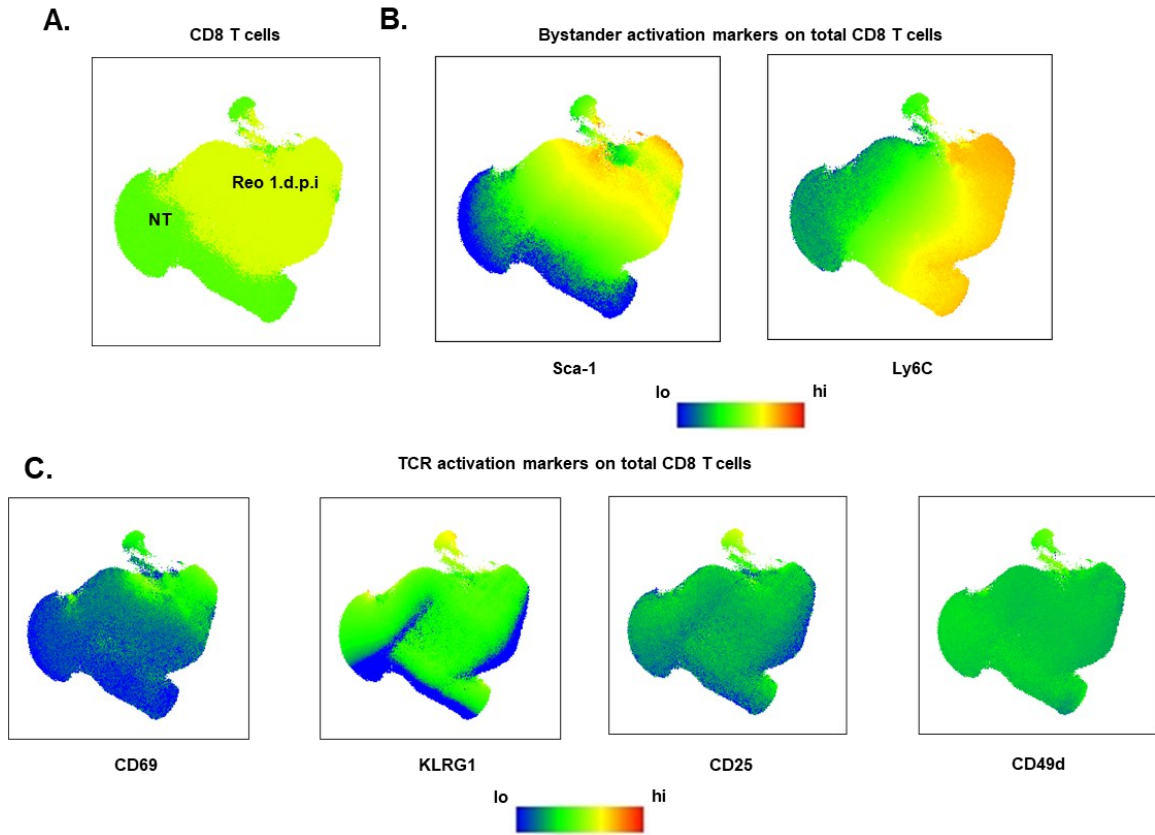 A.
CD8 T cells
NT
Reo 1.d.p.i
B.
Bystander activation markers on total CD8 T cells
Sca-1
Ly6C
lo
hi
C.
TCR activation markers on total CD8 T cells
CD69
KLRG1
CD25
CD49d
lo
hi